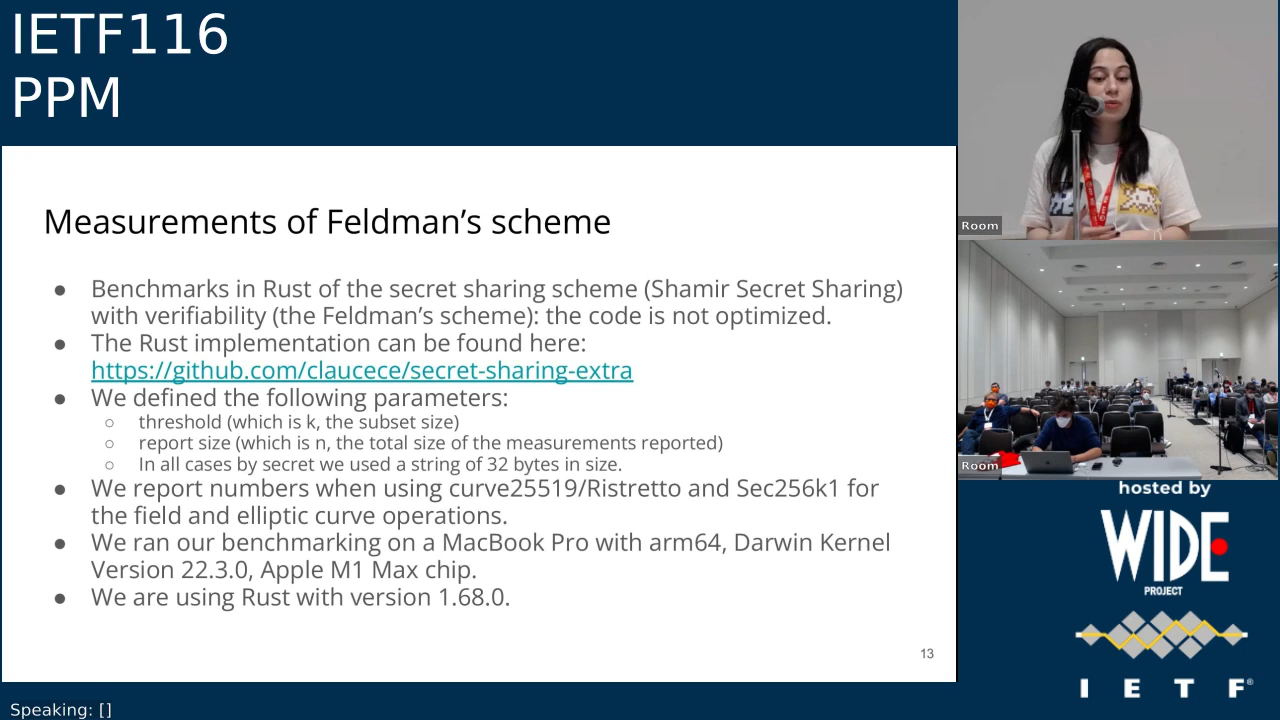 IETF116
PPM
Measurements of Feldman's scheme
● Benchmarks in Rust of the secret sharing scheme (Shamir Secret Sharing)
with verifiability (the Feldman's scheme): the code is not optimized.
● The Rust implementation can be found here:
https://github.com/claucece/secret-sharing-extra
● We defined the following parameters:
○ threshold (which is k, the subset size)
○ report size (which is n, the total size of the measurements reported)
○ In all cases by secret we used a string of 32 bytes in size.
● We report numbers when using curve25519/Ristretto and Sec256k1 for
the field and elliptic curve operations.
● We ran our benchmarking on a MacBook Pro with arm64, Darwin Kernel
Version 22.3.0, Apple M1 Max chip.
● We are using Rust with version 1.68.0.
13
Speaking: []
Room
Room
hosted by
WIDE
PROJECT
I E T F®